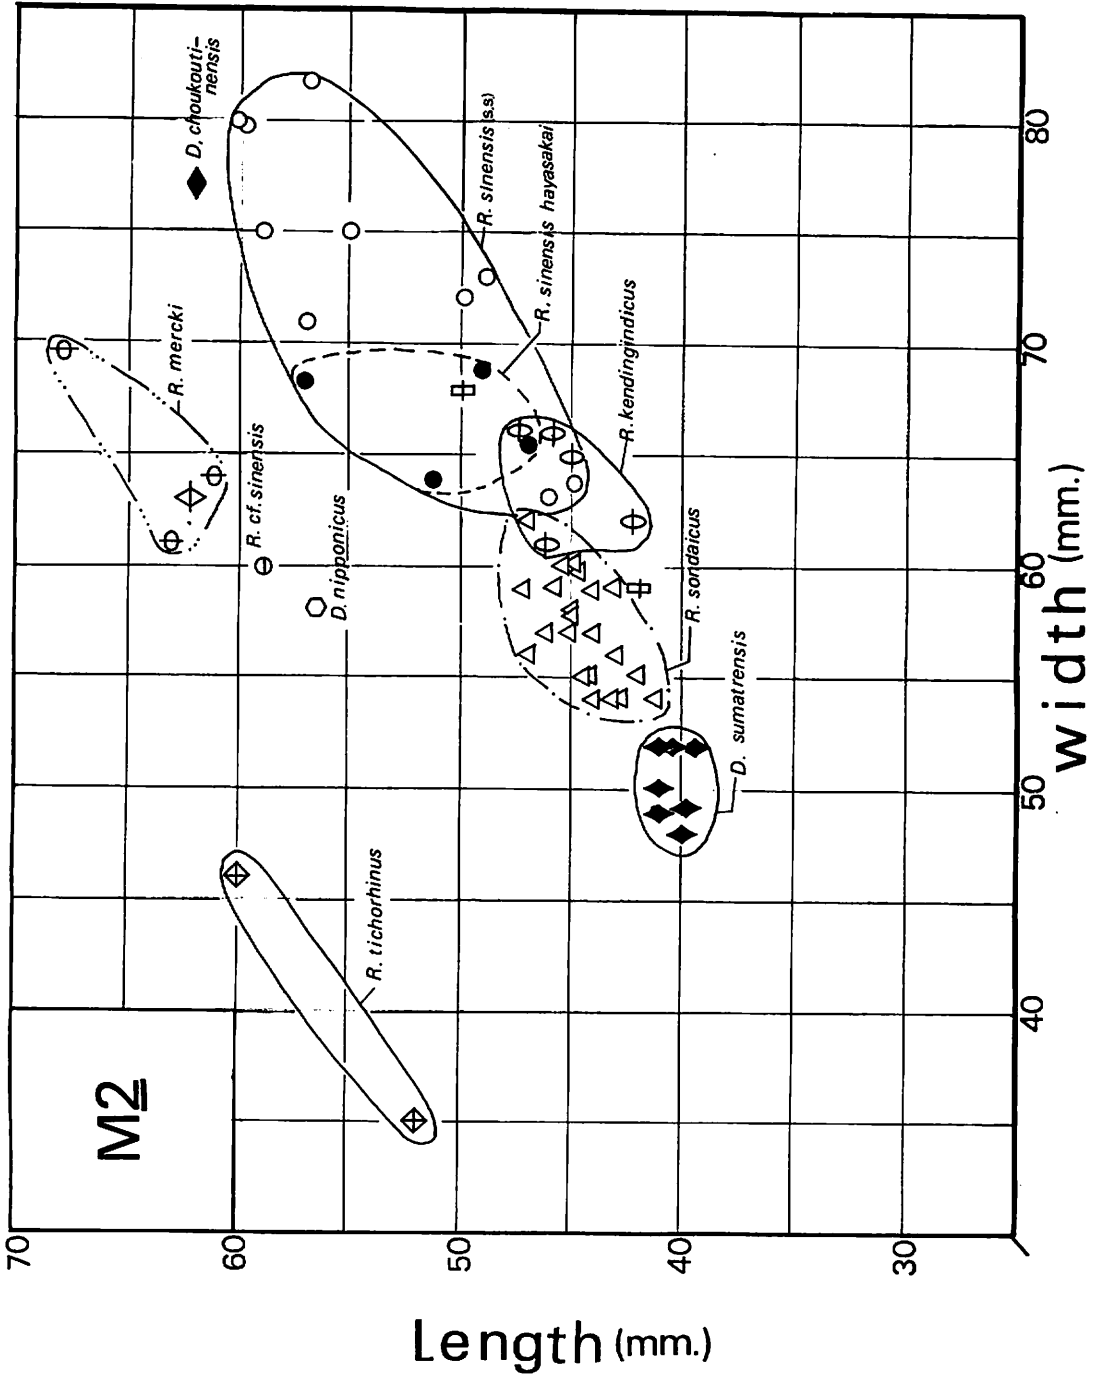 M2
70
60
50
40
30
Length (mm.)
40
50
60
70
80
width (mm.)
D. choukouti-
nensis
R. mercki
R. sinensis (s.s)
R. sinensis hayasakai
R. kendingindicus
R. cf. sinensis
D. nipponicus
R. sondaicus
D. sumatrensis
R. tichorhinus